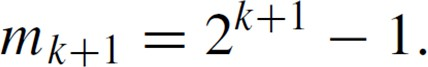 m_{k+1} = 2^{k+1} − 1.